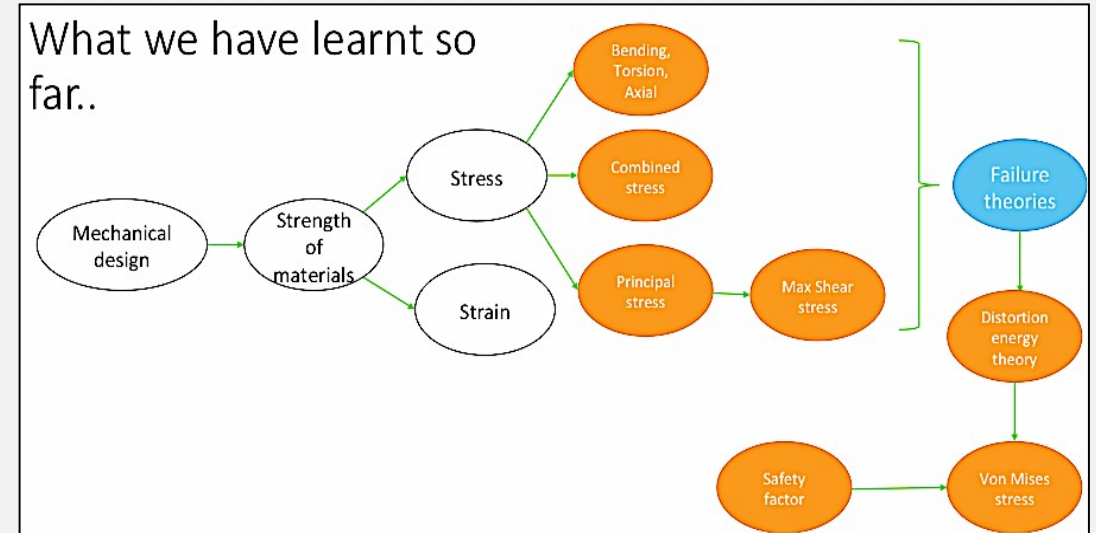 What we have learnt so
far..
Mechanical
design
Strength
of
materials
Stress
Strain
Bending,
Torsion,
Axial
Combined
stress
Principal
stress
Max Shear
stress
Failure
theories
Distortion
energy
theory
Safety
factor
Von Mises
stress